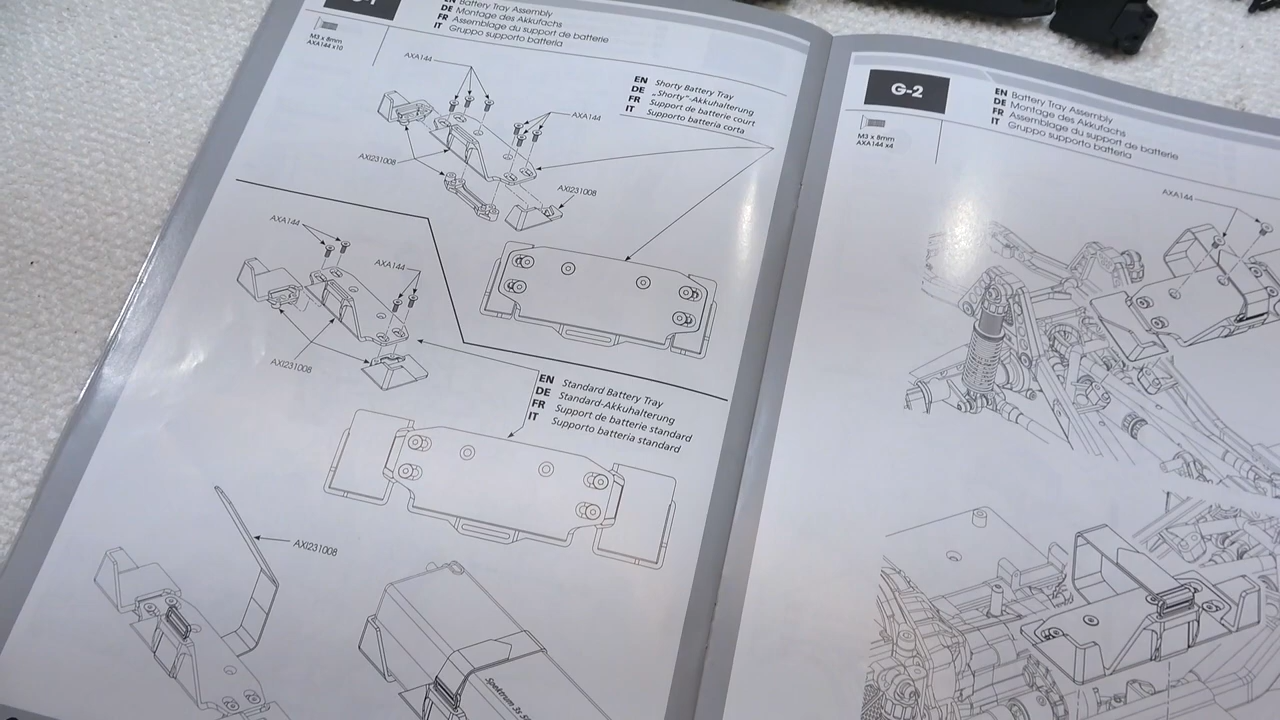 EN Battery Tray Assembly
DE Montage des Akkufachs
FR Assemblage du support de batterie
IT Gruppo supporto batteria
M3 x 8mm
AXA144 x10
AXA144
EN Shorty Battery Tray
DE „Shorty"-Akkuhalterung
FR Support de batterie court
IT Supporto batteria corta
AXA144
AXI231008
AXI231008
AXA144
AXA144
AXI231008
EN Standard Battery Tray
DE Standard-Akkuhalterung
FR Support de batterie standard
IT Supporto batteria standard
AXI231008
Spektrum 3s
G-2
EN Battery Tray Assembly
DE Montage des Akkufachs
FR Assemblage du support de batterie
IT Gruppo supporto batteria
M3 x 8mm
AXA144 x4
AXA144